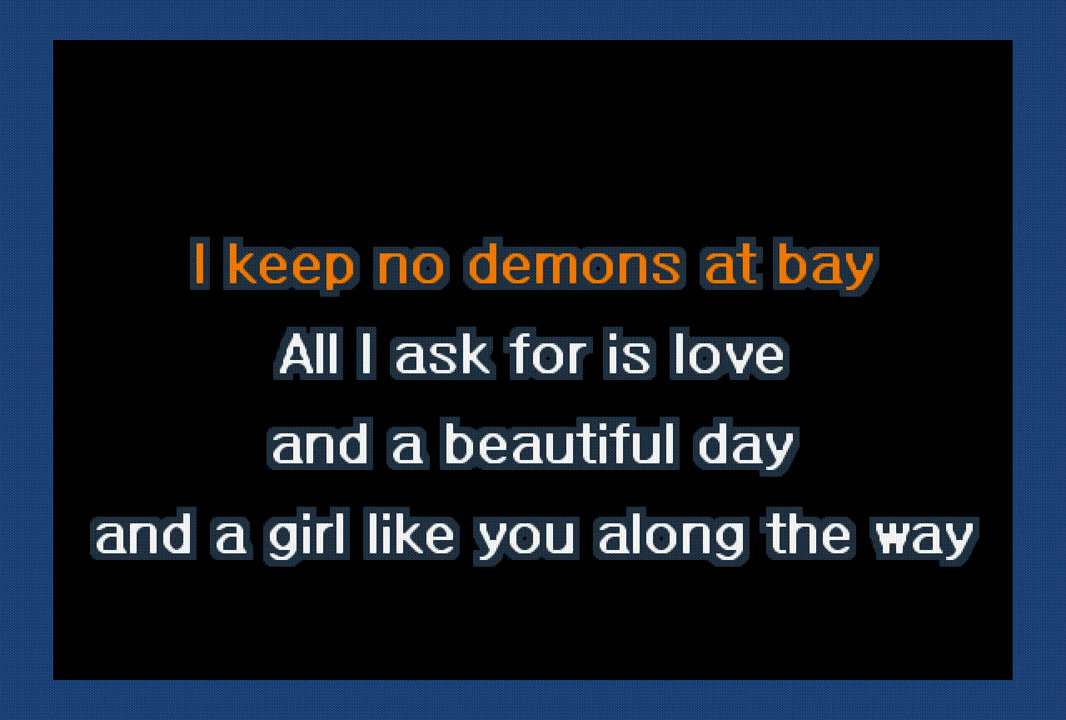 I keep no demons at bay
All I ask for is love
and a beautiful day
and a girl like you along the way